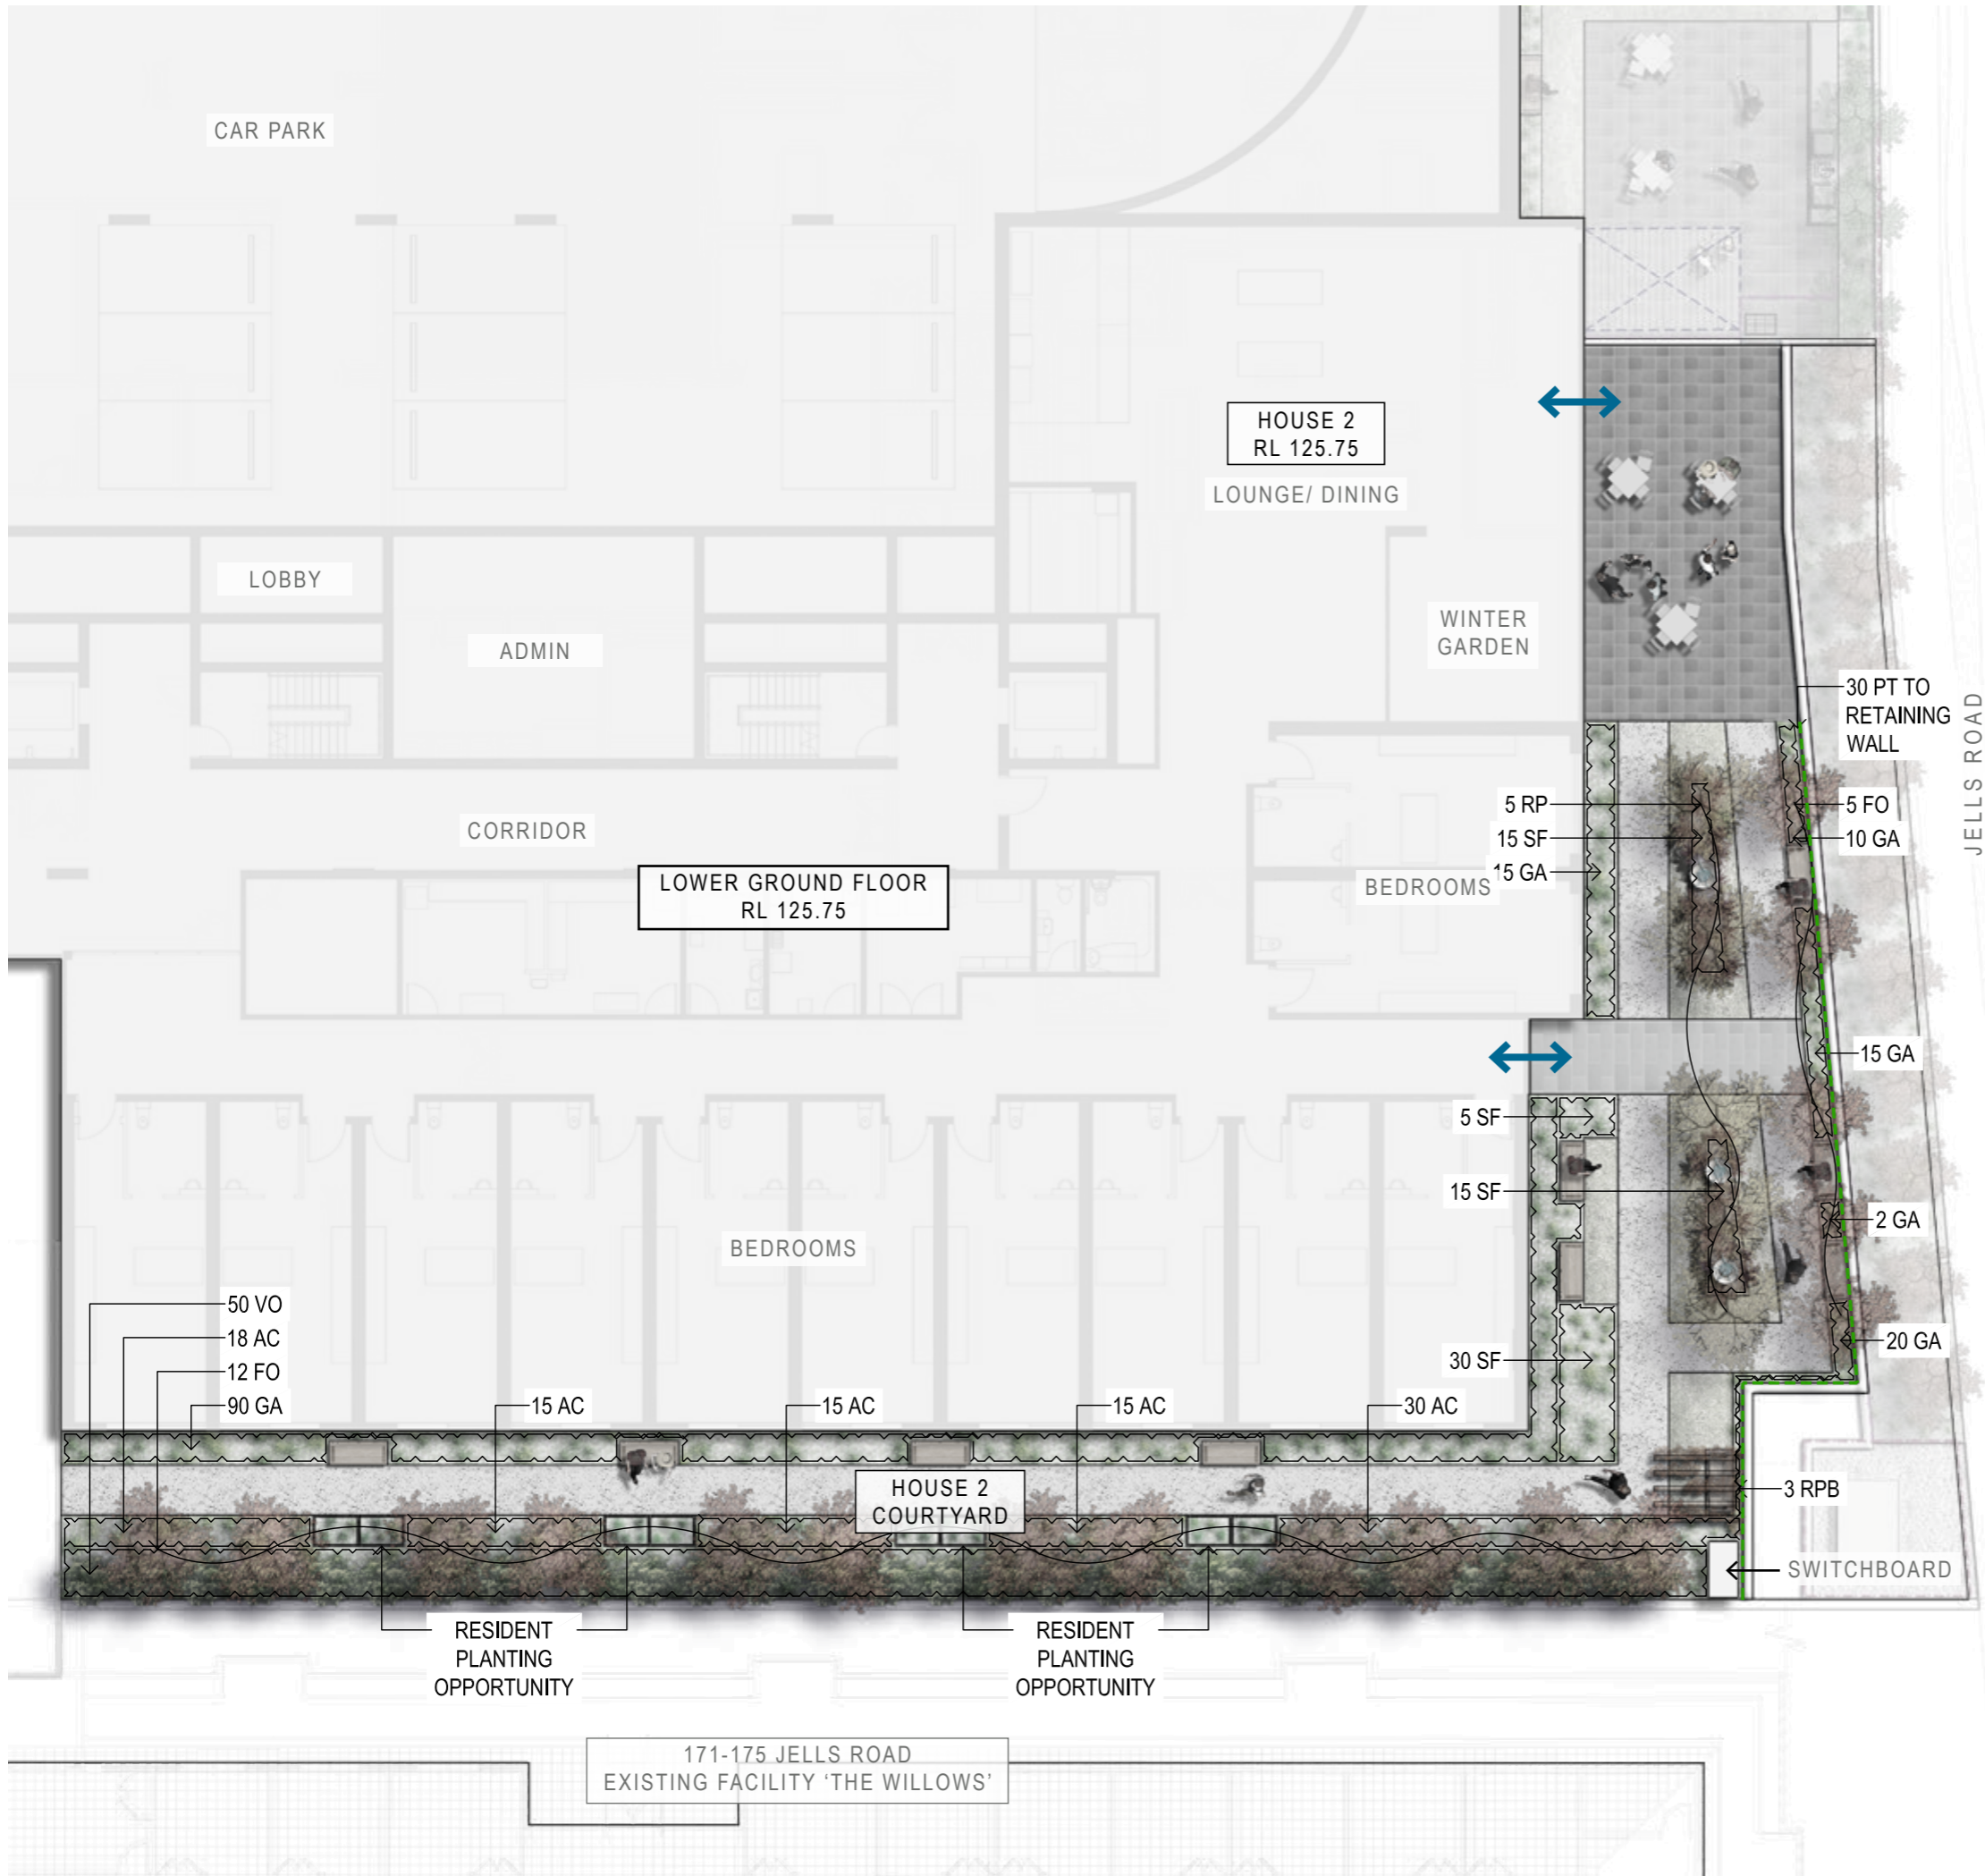 CAR PARK
HOUSE 2
RL 125.75
LOUNGE/ DINING
LOBBY
ADMIN
WINTER
GARDEN
30 PT TO
RETAINING
WALL
JELLS ROAD
5 RP
15 SF
15 GA
5 FO
10 GA
CORRIDOR
LOWER GROUND FLOOR
RL 125.75
BEDROOMS
15 GA
5 SF
15 SF
2 GA
BEDROOMS
50 VO
18 AC
12 FO
90 GA
15 AC
15 AC
15 AC
30 AC
30 SF
20 GA
HOUSE 2
COURTYARD
3 RPB
SWITCHBOARD
RESIDENT
PLANTING
OPPORTUNITY
RESIDENT
PLANTING
OPPORTUNITY
171-175 JELLS ROAD
EXISTING FACILITY ‘THE WILLOWS’